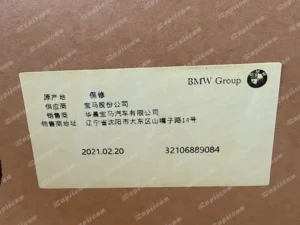 BMW Group
原产地 保修
供应商 宝马股份公司
销售商 华晨宝马汽车有限公司
销售商地址 辽宁省沈阳市大东区山嘴子路14号
2021.02.20 32106889084